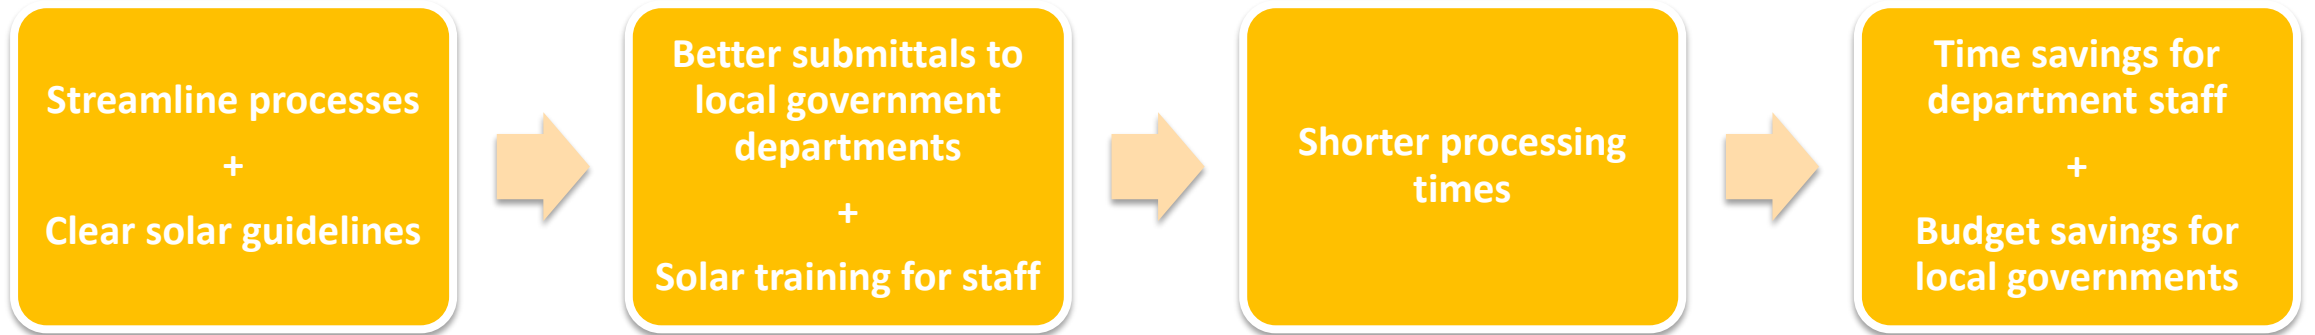 Streamline processes
+
Clear solar guidelines
Better submittals to
local government
departments
+
Solar training for staff
Shorter processing
times
Time savings for
department staff
+
Budget savings for
local governments